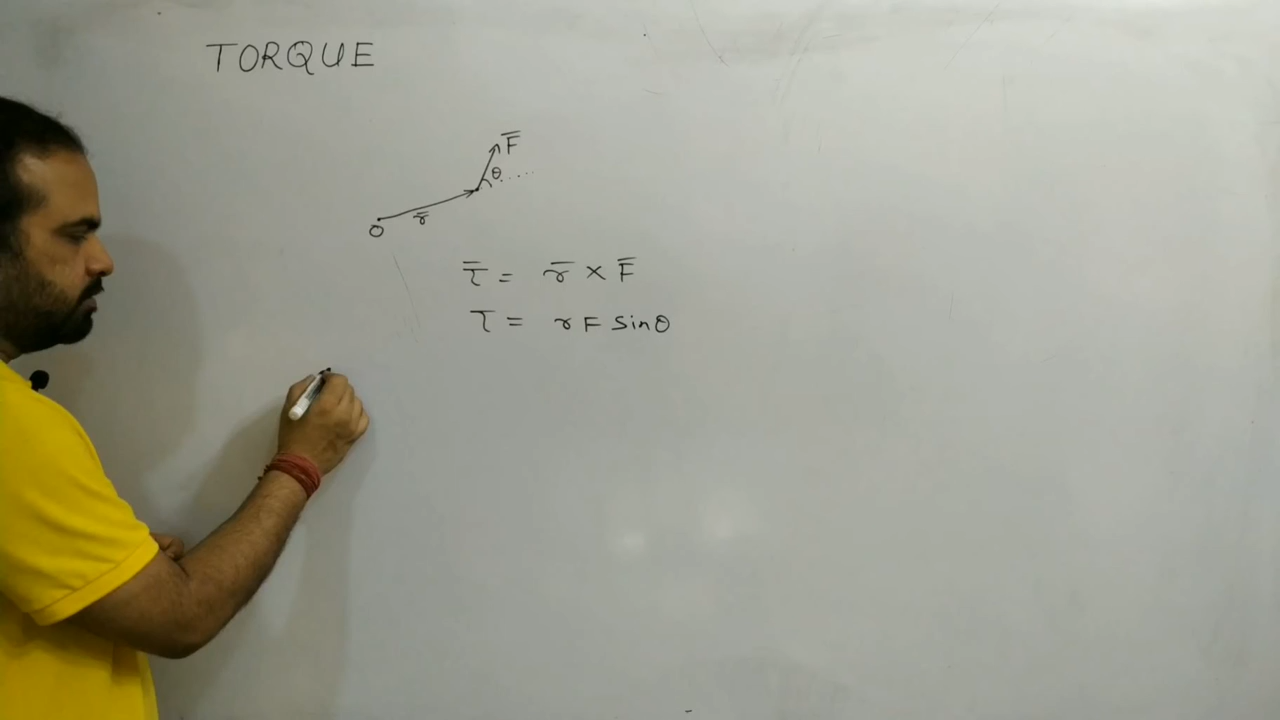 TORQUE
F̅
θ
r̅
O
τ̅ = r̅ × F̅
τ = r F sinθ